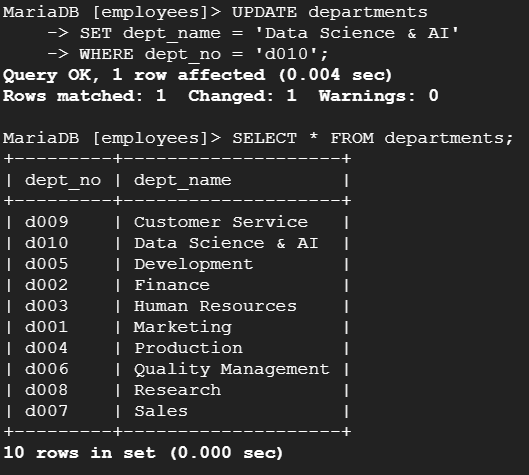 MariaDB [employees]> UPDATE departments
    -> SET dept_name = 'Data Science & AI'
    -> WHERE dept_no = 'd010';
Query OK, 1 row affected (0.004 sec)
Rows matched: 1  Changed: 1  Warnings: 0

MariaDB [employees]> SELECT * FROM departments;
+---------+--------------------+
| dept_no | dept_name          |
+---------+--------------------+
| d009    | Customer Service   |
| d010    | Data Science & AI  |
| d005    | Development        |
| d002    | Finance            |
| d003    | Human Resources    |
| d001    | Marketing          |
| d004    | Production         |
| d006    | Quality Management |
| d008    | Research           |
| d007    | Sales              |
+---------+--------------------+
10 rows in set (0.000 sec)